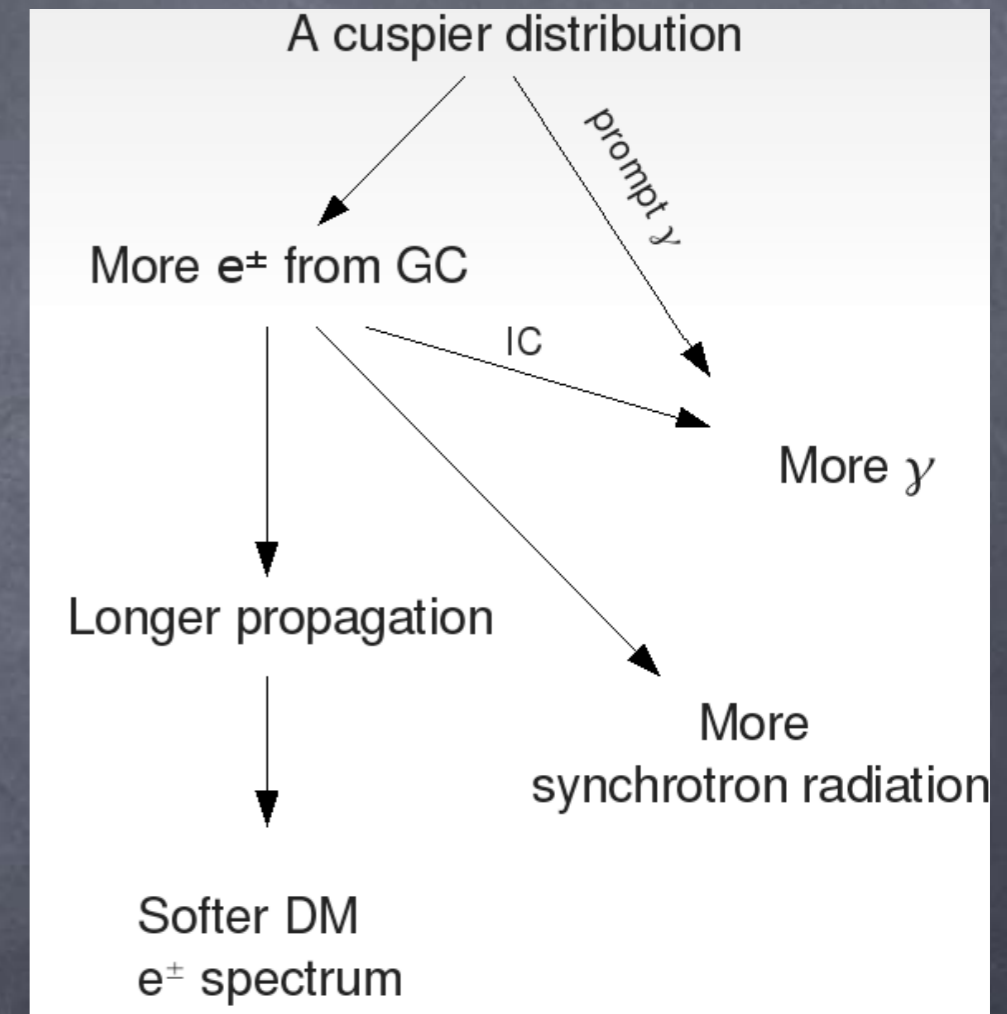 A cuspier distribution
prompt γ
More e± from GC
IC
More γ
Longer propagation
More
synchrotron radiation
Softer DM
e± spectrum